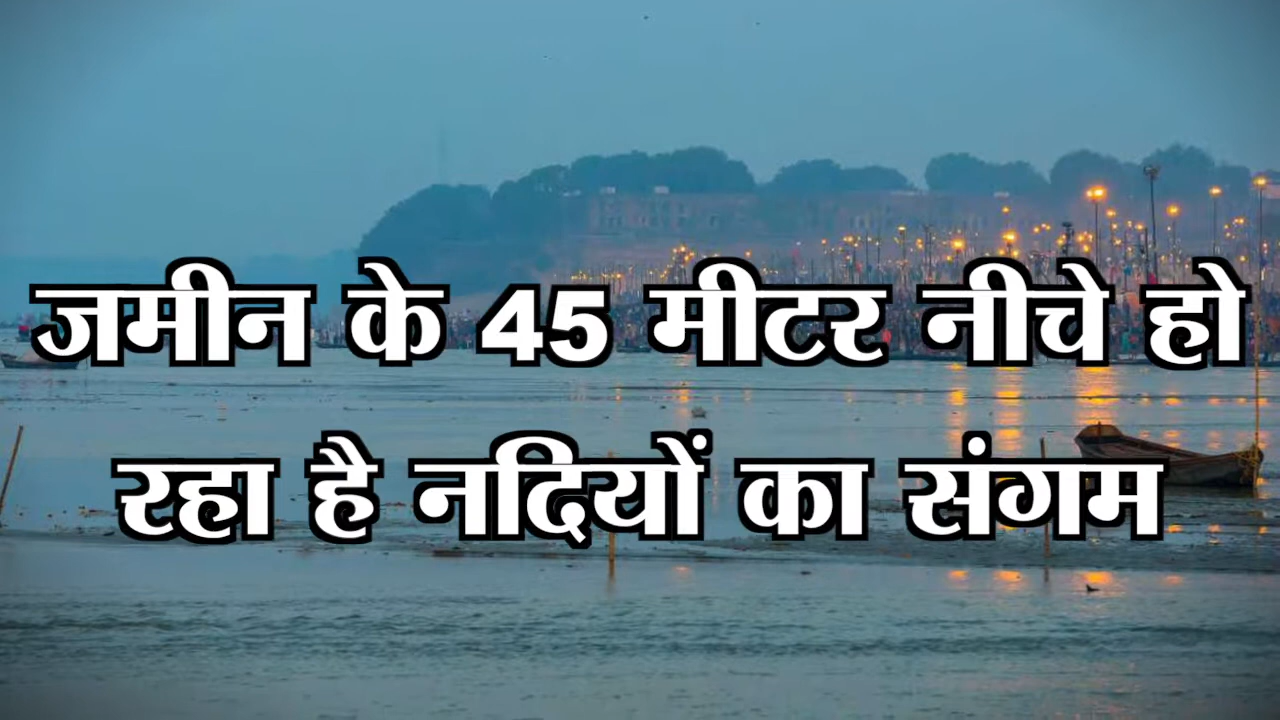 जमीन के 45 मीटर नीचे हो
रहा है नदियों का संगम